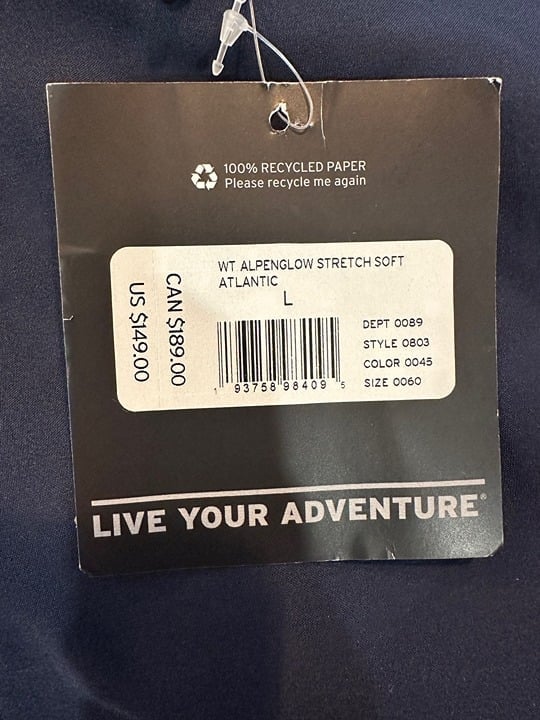 100% RECYCLED PAPER
Please recycle me again
WT ALPENGLOW STRETCH SOFT
ATLANTIC
L
CAN $189.00
US $149.00
1 93758 98409 5
DEPT 0089
STYLE 0803
COLOR 0045
SIZE 0060
LIVE YOUR ADVENTURE®